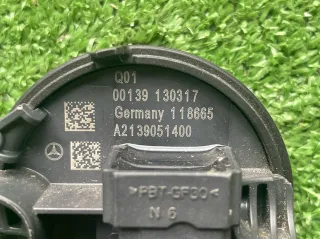 Q01
00139 130317
Germany 118665
A2139051400
>PBT-GF30<
N 6